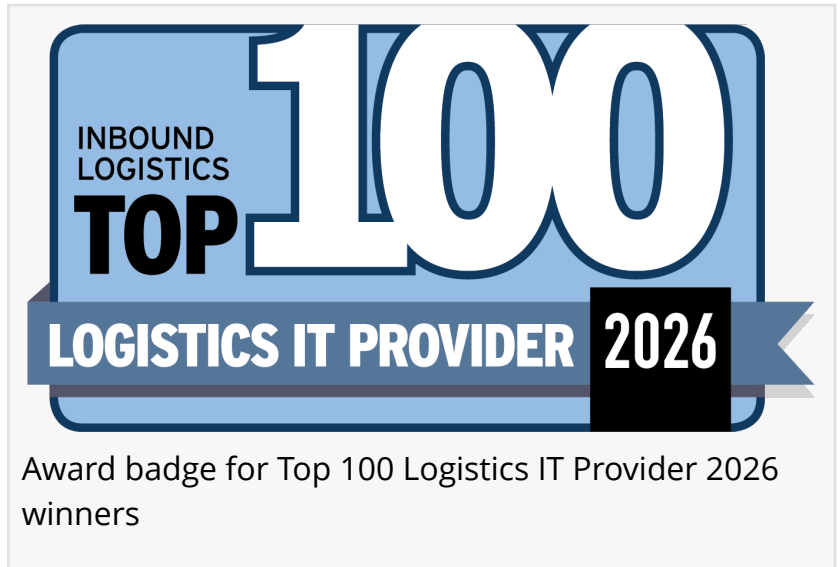 INBOUND
LOGISTICS
TOP 100
LOGISTICS IT PROVIDER 2026
Award badge for Top 100 Logistics IT Provider 2026
winners